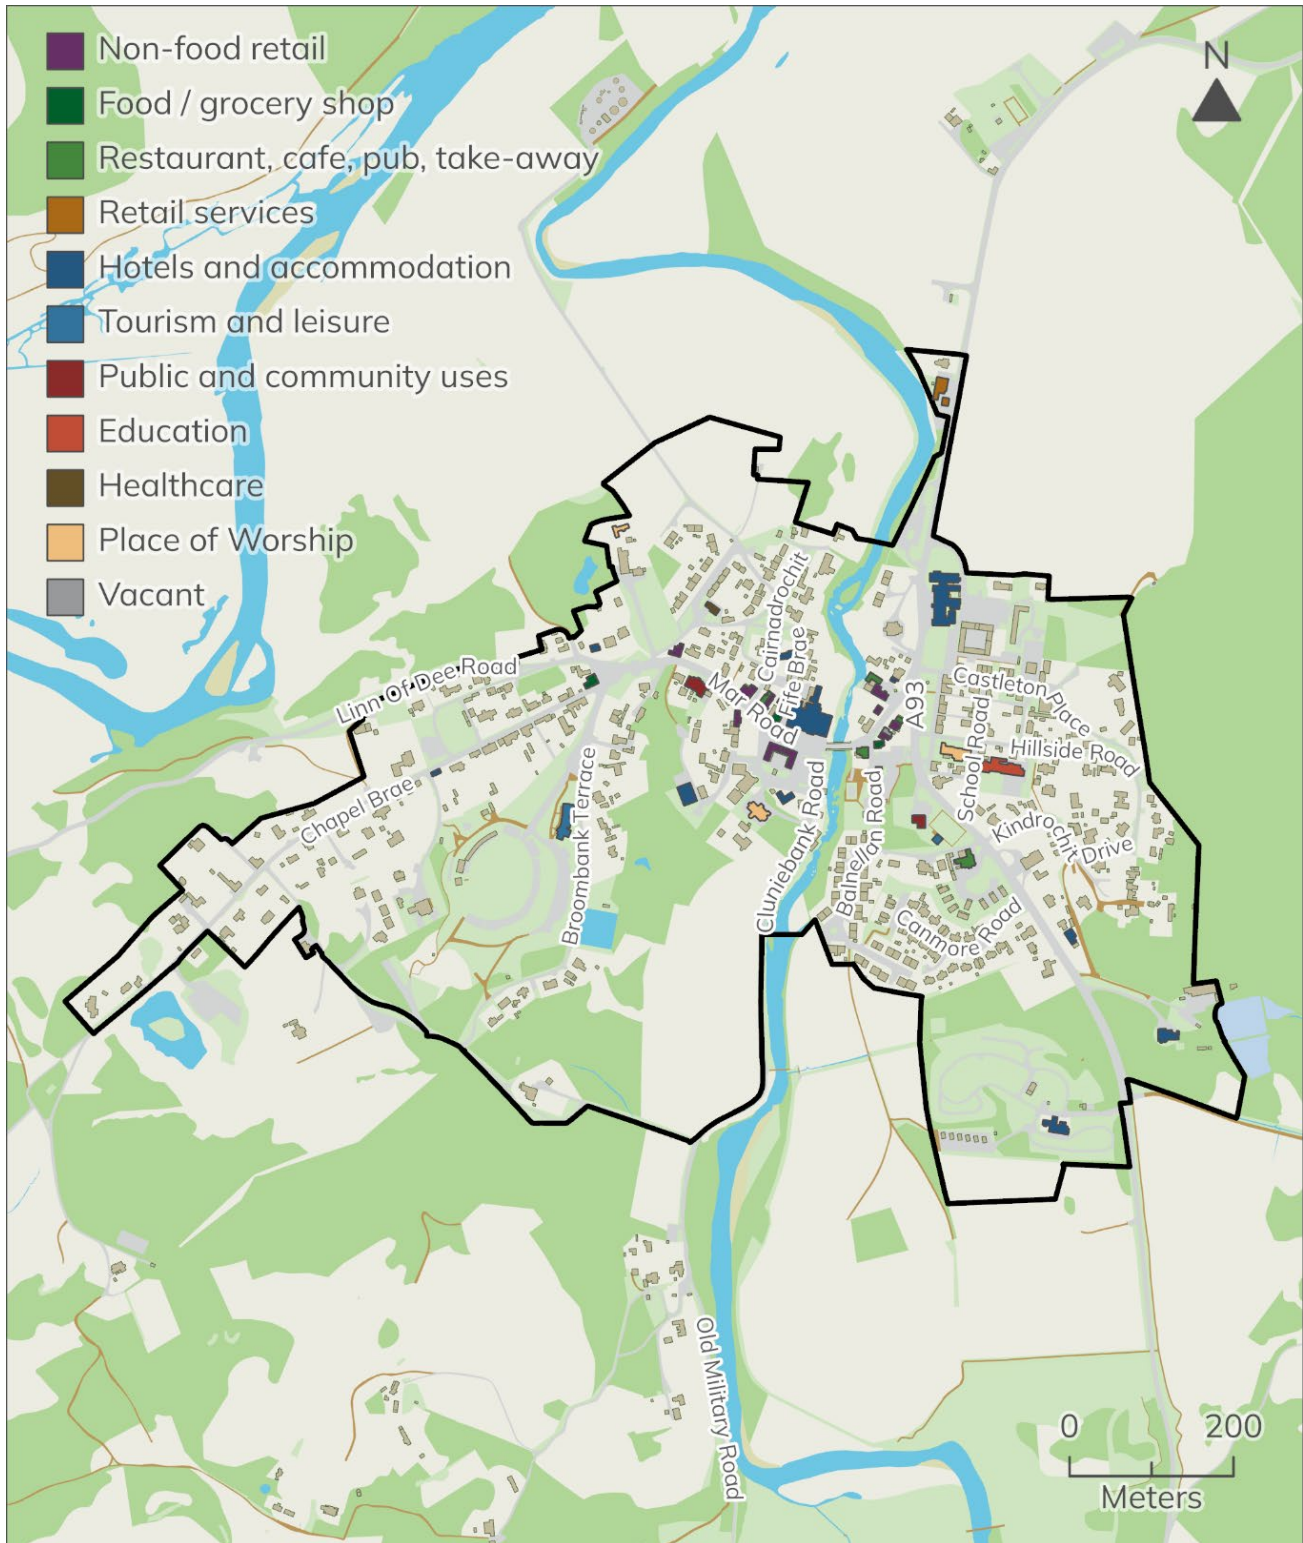 Non-food retail
Food / grocery shop
Restaurant, cafe, pub, take-away
Retail services
Hotels and accommodation
Tourism and leisure
Public and community uses
Education
Healthcare
Place of Worship
Vacant
N
Cairnadrochit
Fife Brae
Mar Road
Linn Of Dee Road
Chapel Brae
Broombank Terrace
Cluniebank Road
A93
Castleton Place
Hillside Road
School Road
Kindrochit Drive
Balnellan Road
Canmore Road
Old Military Road
0 200
Meters